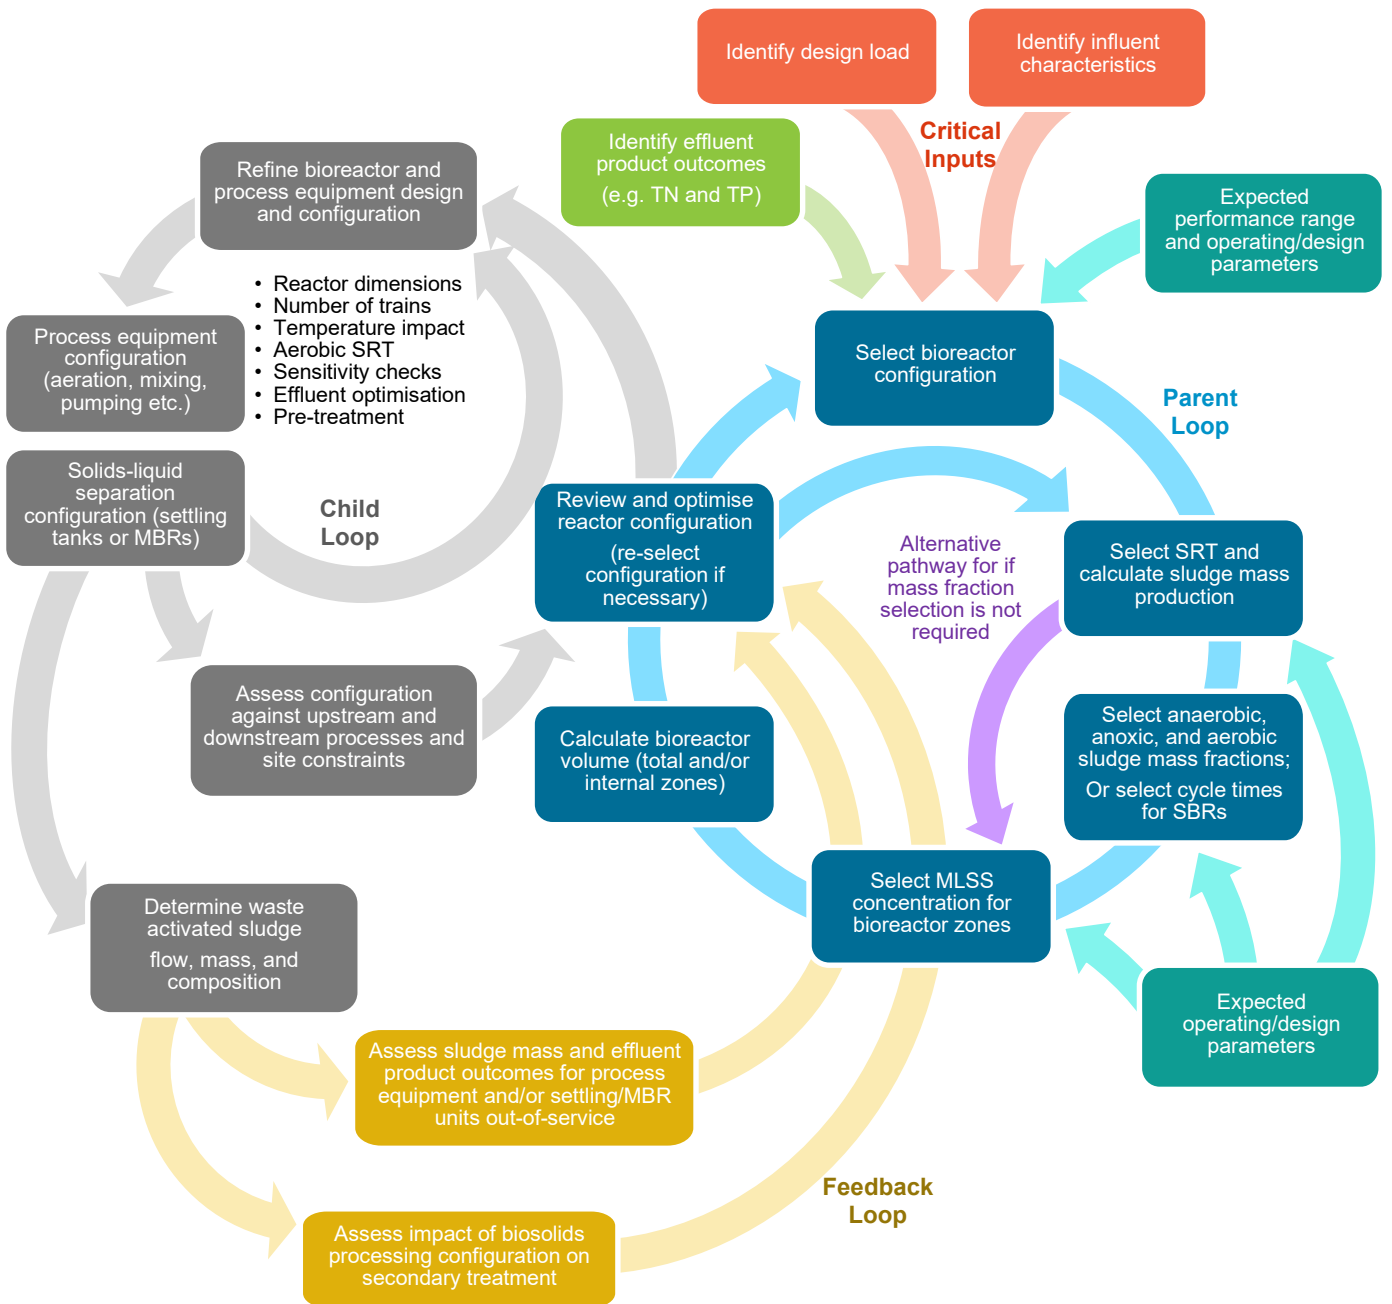 Identify design load
Identify influent
characteristics
Critical
Inputs
Identify effluent
product outcomes
(e.g. TN and TP)
Refine bioreactor and
process equipment design
and configuration
Expected
performance range
and operating/design
parameters
• Reactor dimensions
• Number of trains
• Temperature impact
• Aerobic SRT
• Sensitivity checks
• Effluent optimisation
• Pre-treatment
Process equipment
configuration
(aeration, mixing,
pumping etc.)
Select bioreactor
configuration
Parent
Loop
Solids-liquid
separation
configuration (settling
tanks or MBRs)
Child
Loop
Review and optimise
reactor configuration
(re-select
configuration if
necessary)
Alternative
pathway for if
mass fraction
selection is not
required
Select SRT and
calculate sludge mass
production
Assess configuration
against upstream and
downstream processes and
site constraints
Calculate bioreactor
volume (total and/or
internal zones)
Select anaerobic,
anoxic, and aerobic
sludge mass fractions;
Or select cycle times
for SBRs
Determine waste
activated sludge
flow, mass, and
composition
Select MLSS
concentration for
bioreactor zones
Expected
operating/design
parameters
Assess sludge mass and effluent
product outcomes for process
equipment and/or settling/MBR
units out-of-service
Feedback
Loop
Assess impact of biosolids
processing configuration on
secondary treatment